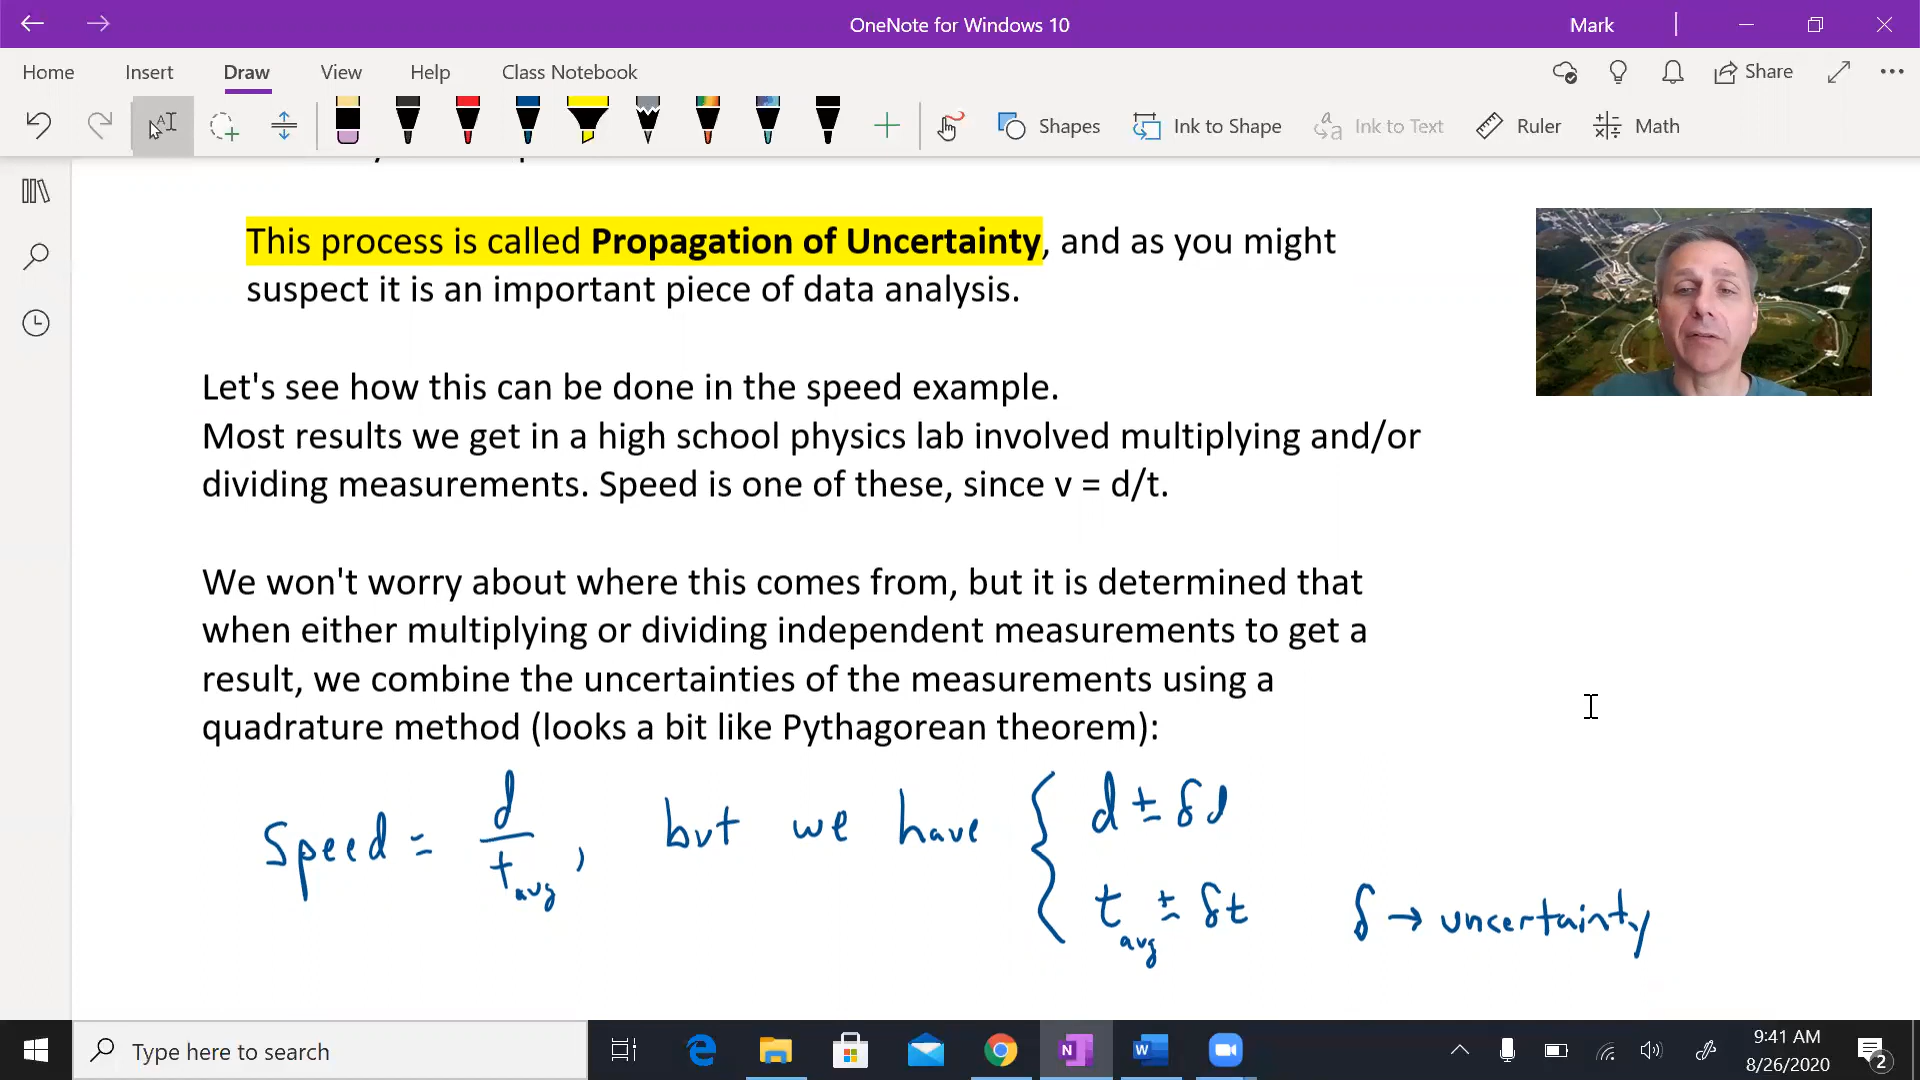 OneNote for Windows 10
Mark
Home Insert Draw View Help Class Notebook
Share
Shapes Ink to Shape Ink to Text Ruler Math
This process is called Propagation of Uncertainty, and as you might
suspect it is an important piece of data analysis.
Let's see how this can be done in the speed example.
Most results we get in a high school physics lab involved multiplying and/or
dividing measurements. Speed is one of these, since v = d/t.
We won't worry about where this comes from, but it is determined that
when either multiplying or dividing independent measurements to get a
result, we combine the uncertainties of the measurements using a
quadrature method (looks a bit like Pythagorean theorem):
Speed = d / t avg , but we have { d ± δd
t avg ± δt δ → uncertainty
Type here to search
9:41 AM
8/26/2020
2